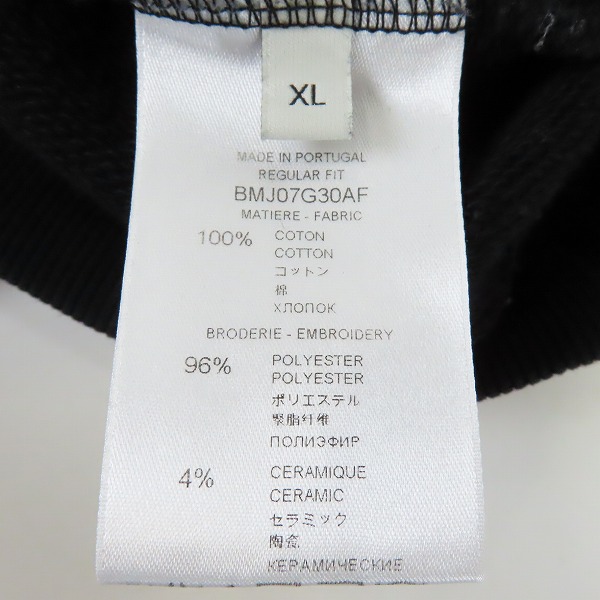 XL
MADE IN PORTUGAL
REGULAR FIT
BMJ07G30AF
MATIERE - FABRIC
100% COTON
COTTON
コットン
棉
ХЛОПОК
BRODERIE - EMBROIDERY
96% POLYESTER
POLYESTER
ポリエステル
聚脂纤维
ПОЛИЭФИР
4% CERAMIQUE
CERAMIC
セラミック
陶瓷
КЕРАМИЧЕСКИЕ